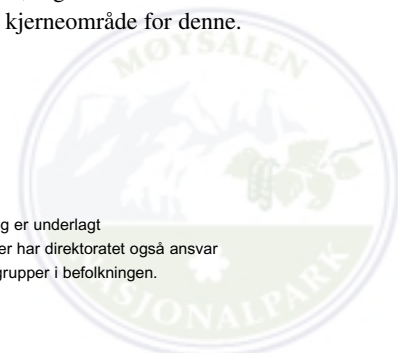 kjerneområde for denne.
MØYSALEN
g er underlagt
er har direktoratet også ansvar
grupper i befolkningen.
NASJONALPARK